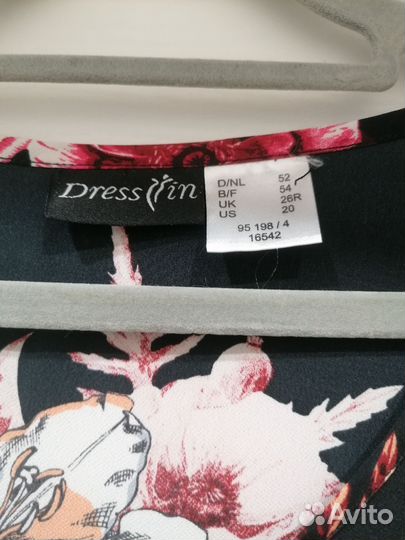 Dress in
D/NL 52
B/F 54
UK 26R
US 20
95 198 / 4
16542
Avito